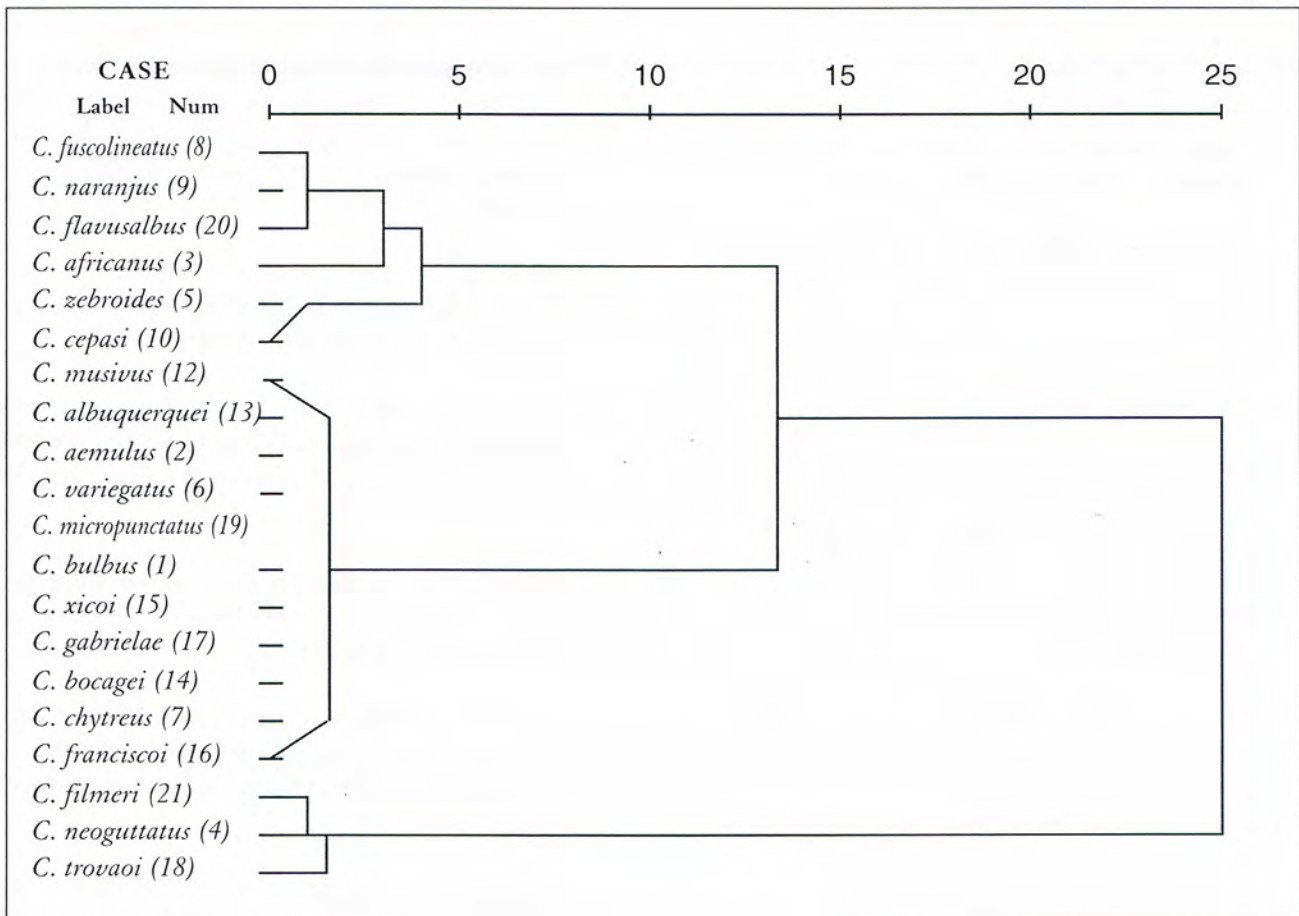 CASE 0 5 10 15 20 25
Label Num
C. fuscolineatus (8)
C. naranjus (9)
C. flavusalbus (20)
C. africanus (3)
C. zebroides (5)
C. cepasi (10)
C. musivus (12)
C. albuquerquei (13)
C. aemulus (2)
C. variegatus (6)
C. micropunctatus (19)
C. bulbus (1)
C. xicoi (15)
C. gabrielae (17)
C. bocagei (14)
C. chytreus (7)
C. franciscoi (16)
C. filmeri (21)
C. neoguttatus (4)
C. trovaoi (18)